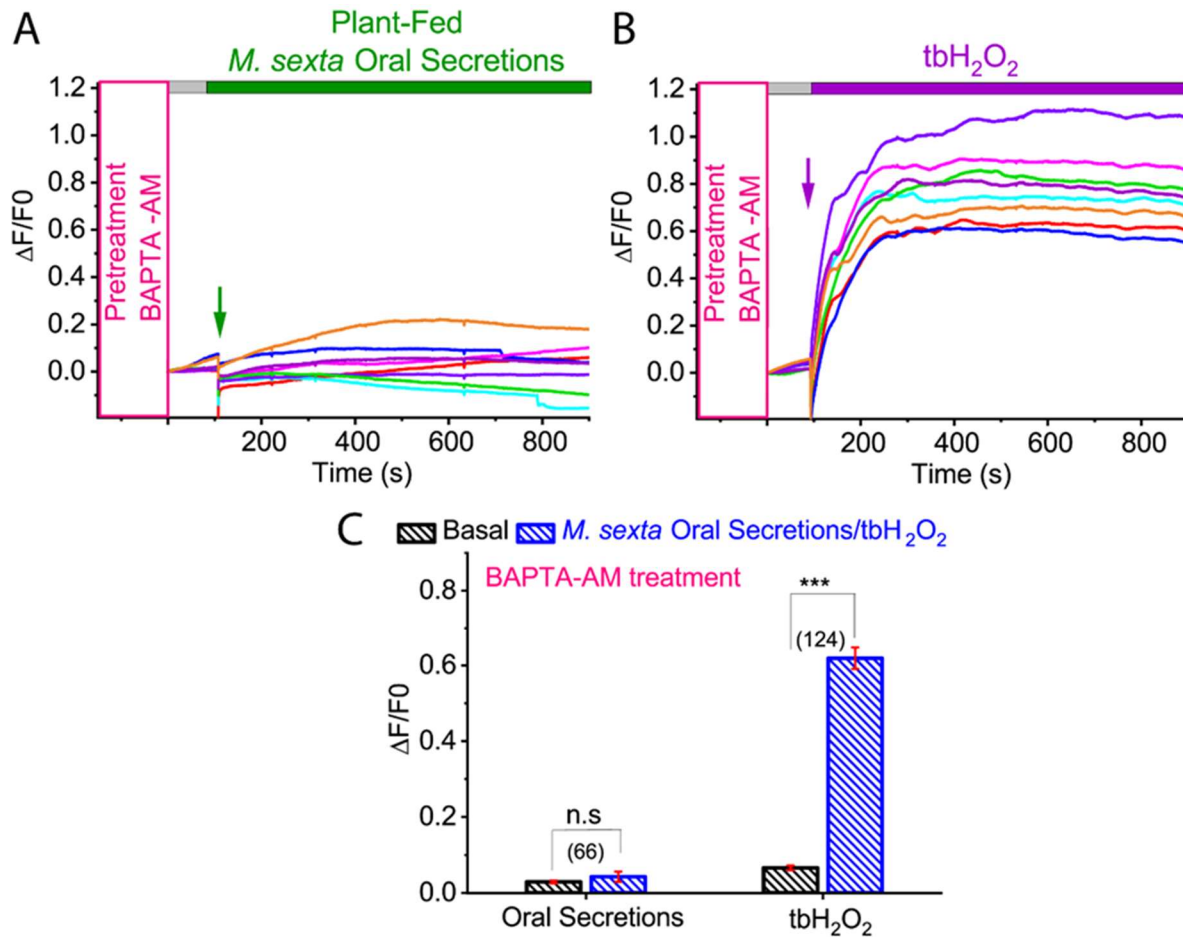 A
Plant-Fed
M. sexta Oral Secretions
1.2
1.0
0.8
0.6
0.4
0.2
0.0
ΔF/F0
Pretreatment
BAPTA -AM
200
400
600
800
Time (s)
B
tbH₂O₂
1.2
1.0
0.8
0.6
0.4
0.2
0.0
ΔF/F0
Pretreatment
BAPTA -AM
200
400
600
800
Time (s)
C
Basal
M. sexta Oral Secretions/tbH₂O₂
BAPTA-AM treatment
0.8
0.6
0.4
0.2
0.0
ΔF/F0
n.s
(66)
***
(124)
Oral Secretions
tbH₂O₂